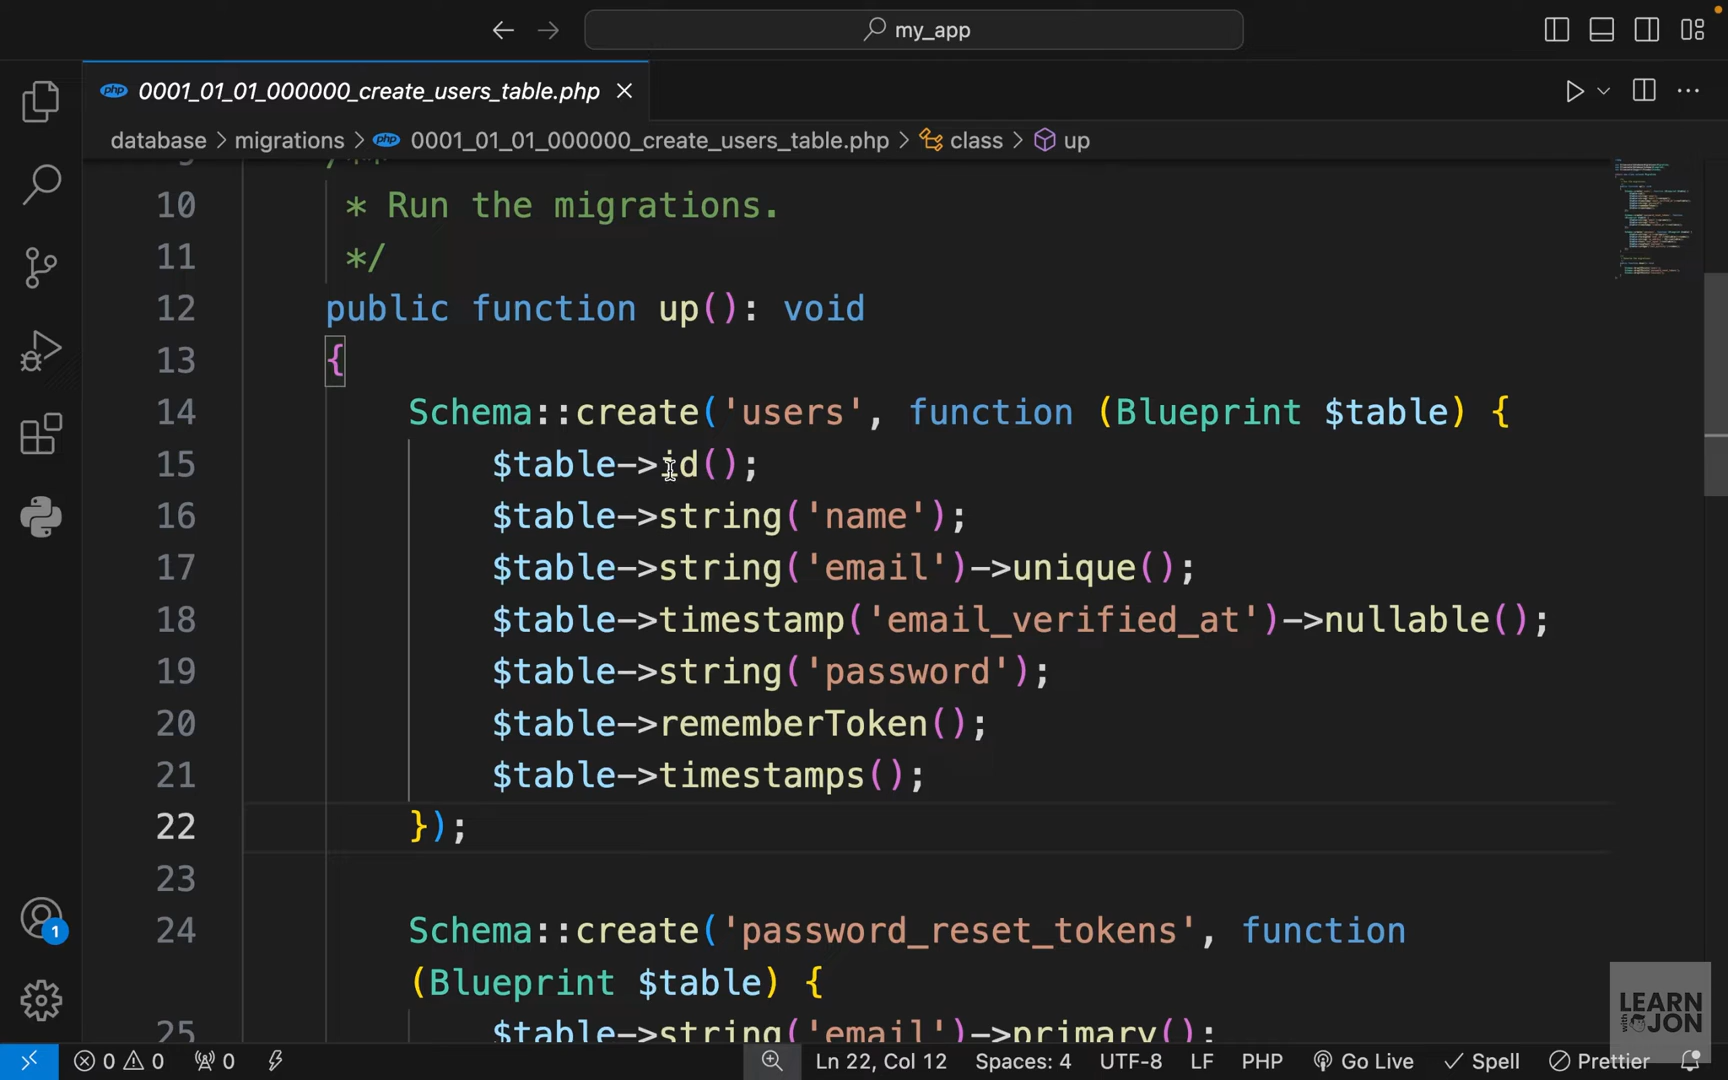 my_app
0001_01_01_000000_create_users_table.php
database > migrations > 0001_01_01_000000_create_users_table.php > class > up
10 * Run the migrations.
11 */
12 public function up(): void
13 {
14 Schema::create('users', function (Blueprint $table) {
15 $table->id();
16 $table->string('name');
17 $table->string('email')->unique();
18 $table->timestamp('email_verified_at')->nullable();
19 $table->string('password');
20 $table->rememberToken();
21 $table->timestamps();
22 });
23
24 Schema::create('password_reset_tokens', function
(Blueprint $table) {
25 $table->string('email')->primary();
1
LEARN
with JON
0 0 0 Ln 22, Col 12 Spaces: 4 UTF-8 LF PHP Go Live Spell Prettier